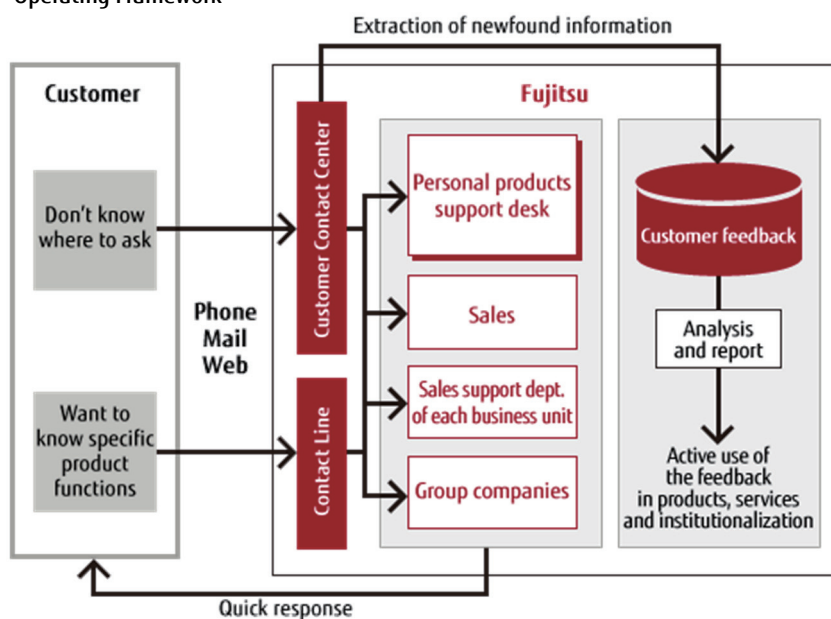 Operating Framework
Extraction of newfound information
Customer
Fujitsu
Don't know
where to ask
Want to
know specific
product
functions
Phone
Mail
Web
Customer Contact Center
Contact Line
Personal products
support desk
Sales
Sales support dept.
of each business unit
Group companies
Customer feedback
Analysis
and report
Active use of
the feedback
in products, services
and institutionalization
Quick response